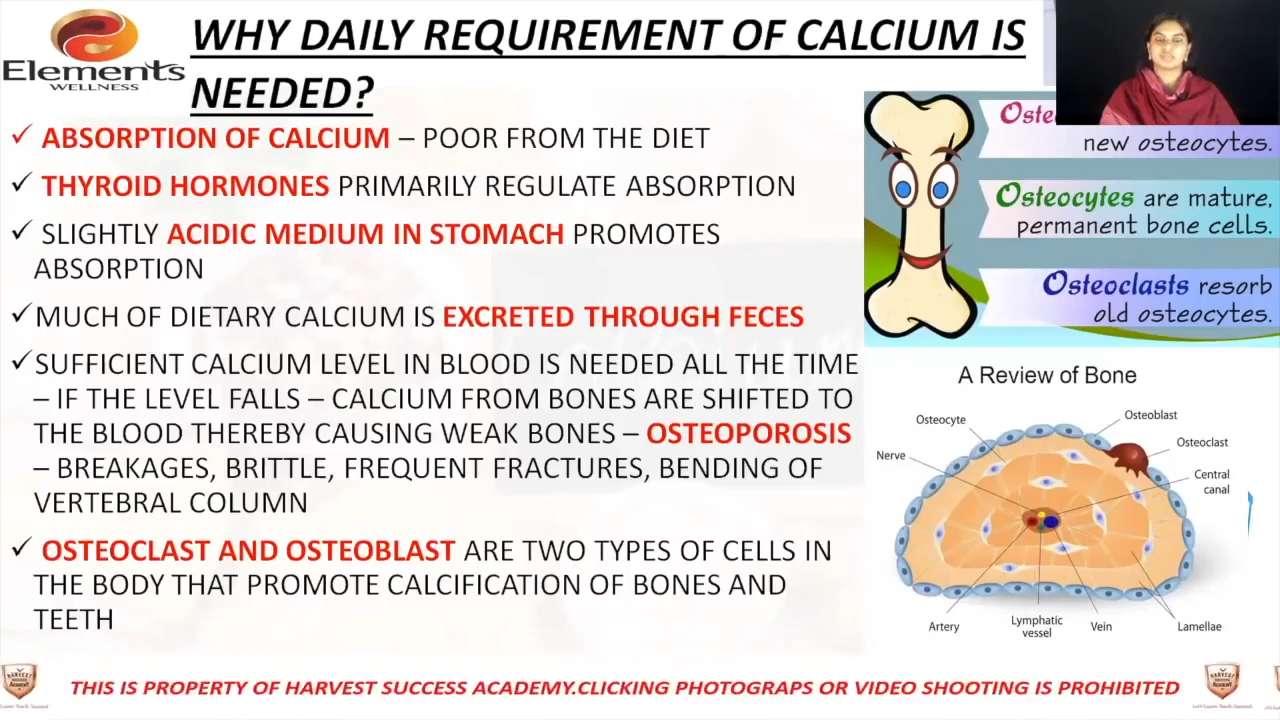 Elements
WELLNESS
WHY DAILY REQUIREMENT OF CALCIUM IS
NEEDED?
✓ ABSORPTION OF CALCIUM – POOR FROM THE DIET
✓ THYROID HORMONES PRIMARILY REGULATE ABSORPTION
✓ SLIGHTLY ACIDIC MEDIUM IN STOMACH PROMOTES
ABSORPTION
✓MUCH OF DIETARY CALCIUM IS EXCRETED THROUGH FECES
✓SUFFICIENT CALCIUM LEVEL IN BLOOD IS NEEDED ALL THE TIME
– IF THE LEVEL FALLS – CALCIUM FROM BONES ARE SHIFTED TO
THE BLOOD THEREBY CAUSING WEAK BONES – OSTEOPOROSIS
– BREAKAGES, BRITTLE, FREQUENT FRACTURES, BENDING OF
VERTEBRAL COLUMN
✓ OSTEOCLAST AND OSTEOBLAST ARE TWO TYPES OF CELLS IN
THE BODY THAT PROMOTE CALCIFICATION OF BONES AND
TEETH
new osteocytes.
Osteocytes are mature,
permanent bone cells.
Osteoclasts resorb
old osteocytes.
A Review of Bone
Osteocyte
Osteoblast
Nerve
Osteoclast
Central
canal
Artery
Lymphatic
vessel
Vein
Lamellae
HARVEST
THIS IS PROPERTY OF HARVEST SUCCESS ACADEMY.CLICKING PHOTOGRAPS OR VIDEO SHOOTING IS PROHIBITED
HARVEST